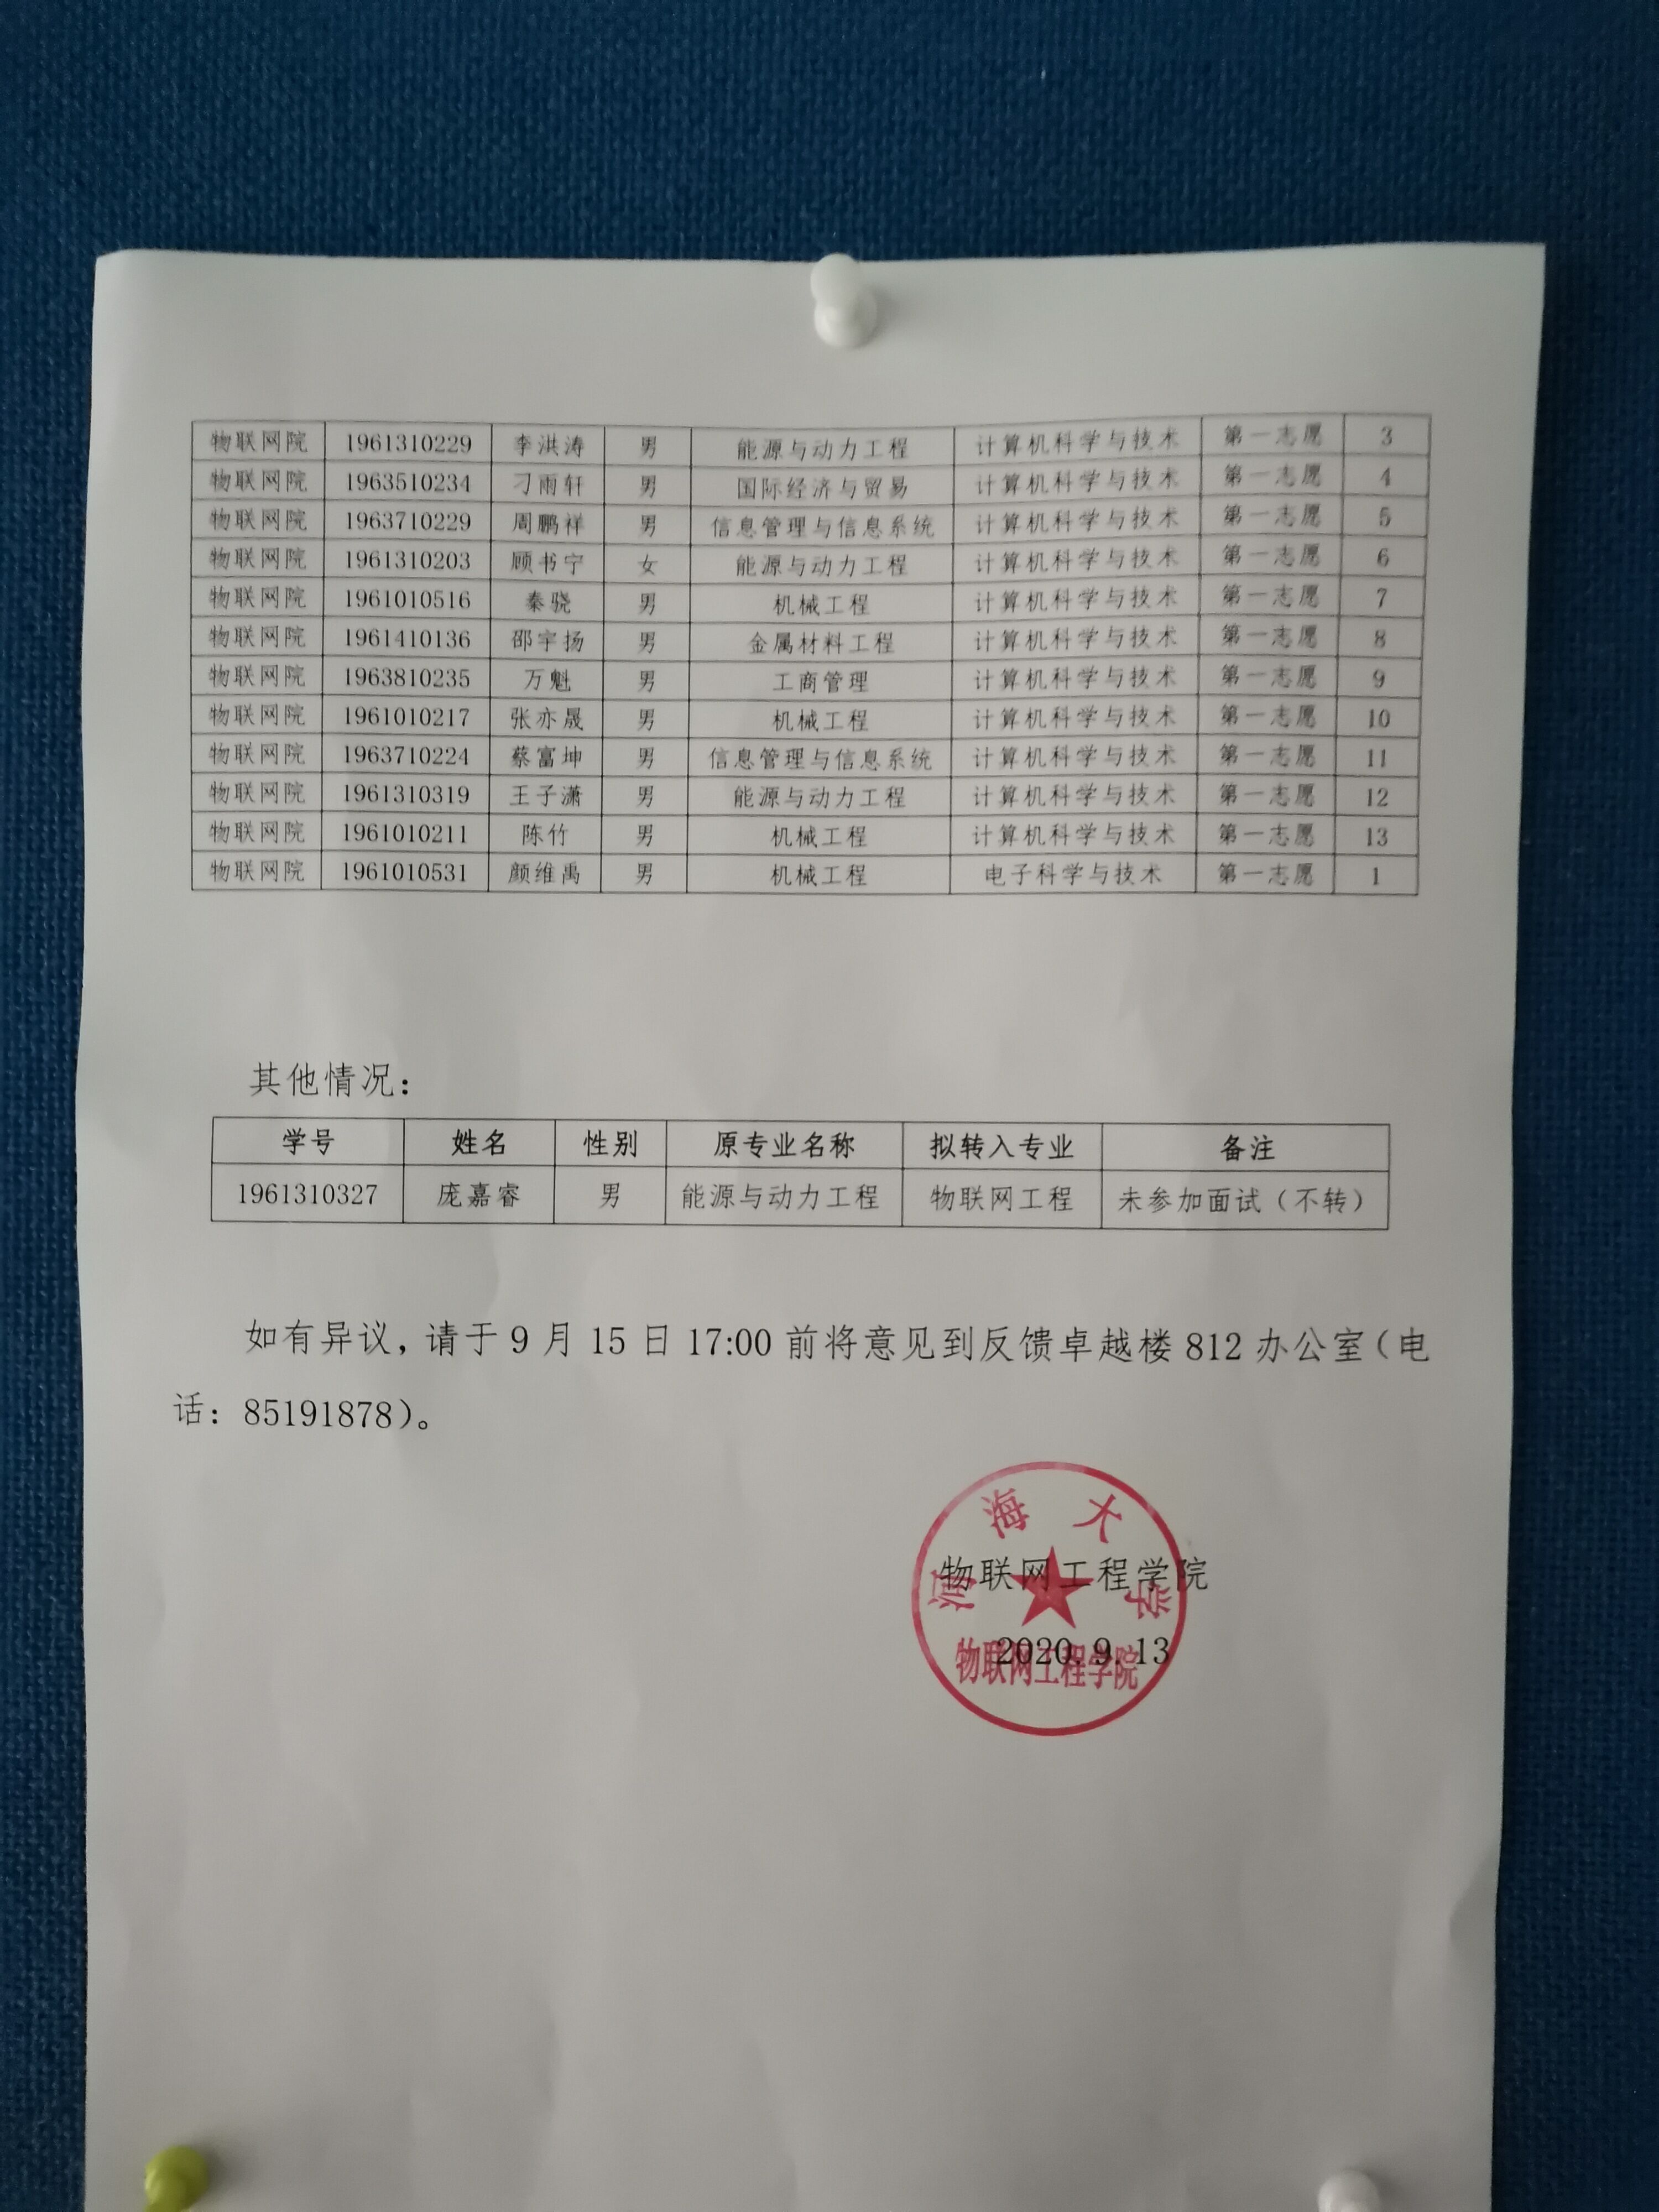 物联网院 1961310229 李洪涛 男 能源与动力工程 计算机科学与技术 第一志愿 3
物联网院 1963510234 刁雨轩 男 国际经济与贸易 计算机科学与技术 第一志愿 4
物联网院 1963710229 周鹏祥 男 信息管理与信息系统 计算机科学与技术 第一志愿 5
物联网院 1961310203 顾书宁 女 能源与动力工程 计算机科学与技术 第一志愿 6
物联网院 1961010516 秦骁 男 机械工程 计算机科学与技术 第一志愿 7
物联网院 1961410136 邵宇扬 男 金属材料工程 计算机科学与技术 第一志愿 8
物联网院 1963810235 万魁 男 工商管理 计算机科学与技术 第一志愿 9
物联网院 1961010217 张亦晟 男 机械工程 计算机科学与技术 第一志愿 10
物联网院 1963710224 蔡富坤 男 信息管理与信息系统 计算机科学与技术 第一志愿 11
物联网院 1961310319 王子潇 男 能源与动力工程 计算机科学与技术 第一志愿 12
物联网院 1961010211 陈竹 男 机械工程 计算机科学与技术 第一志愿 13
物联网院 1961010531 颜维禹 男 机械工程 电子科学与技术 第一志愿 1
其他情况：
学号 姓名 性别 原专业名称 拟转入专业 备注
1961310327 庞嘉睿 男 能源与动力工程 物联网工程 未参加面试（不转）
如有异议，请于 9 月 15 日 17:00 前将意见到反馈卓越楼 812 办公室（电
话：85191878）。
河海大学
物联网工程学院
2020.9.13
物联网工程学院